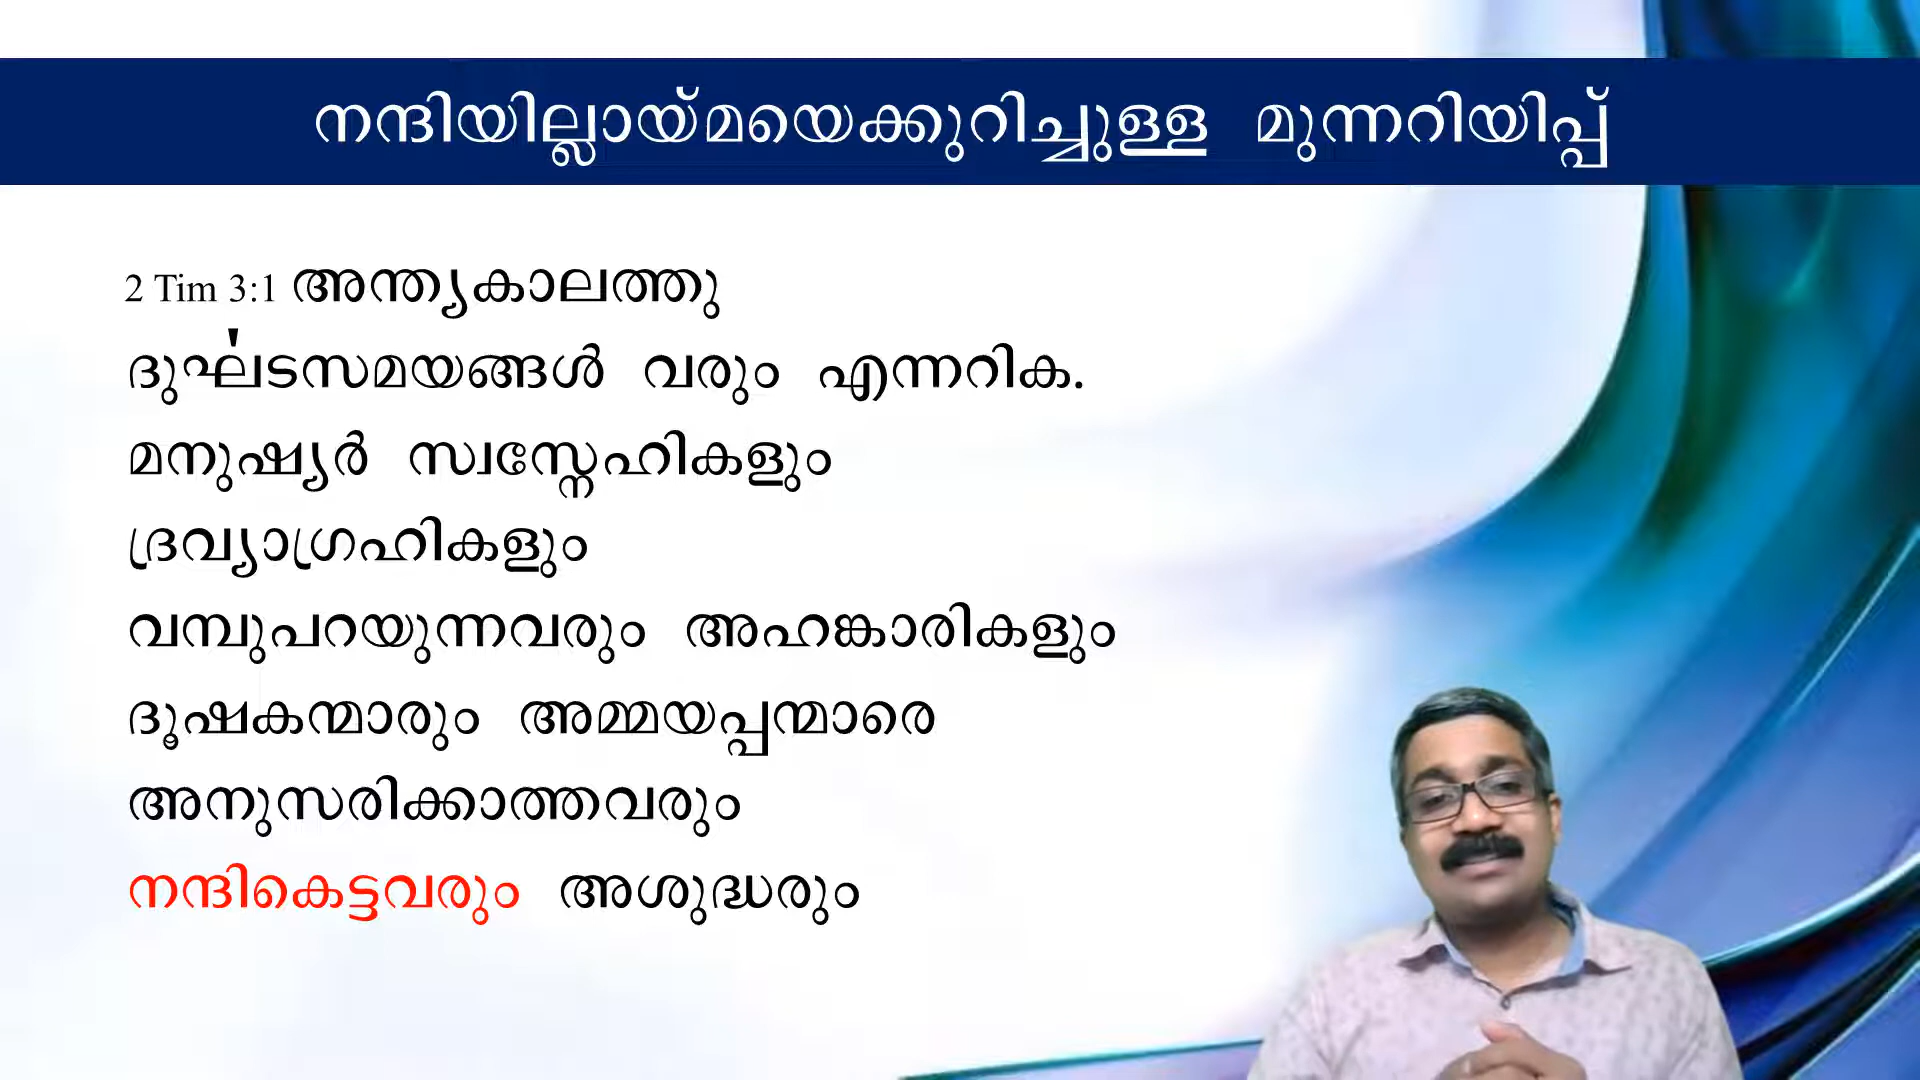 നന്ദിയില്ലായ്മയെക്കുറിച്ചുള്ള മുന്നറിയിപ്പ്
2 Tim 3:1 അന്ത്യകാലത്തു
ദുൎഘടസമയങ്ങൾ വരും എന്നറിക.
മനുഷ്യർ സ്വസ്നേഹികളും
ദ്രവ്യാഗ്രഹികളും
വമ്പുപറയുന്നവരും അഹങ്കാരികളും
ദൂഷകന്മാരും അമ്മയപ്പന്മാരെ
അനുസരിക്കാത്തവരും
നന്ദികെട്ടവരും അശുദ്ധരും